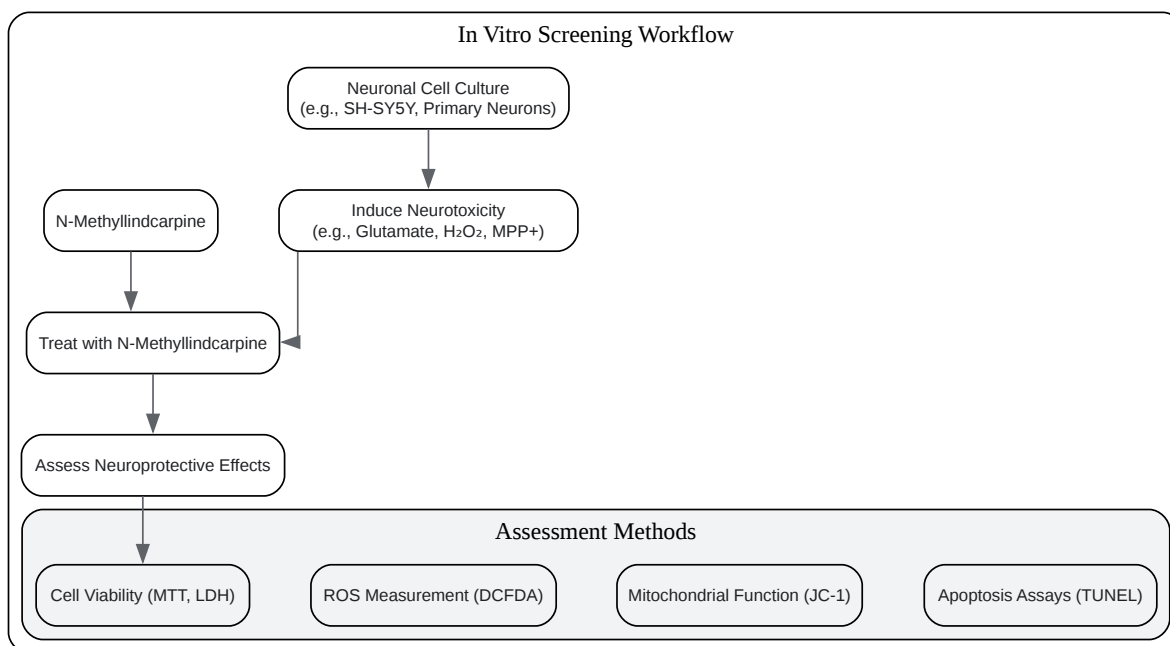 In Vitro Screening Workflow
Neuronal Cell Culture
(e.g., SH-SY5Y, Primary Neurons)
N-Methyllindcarpine
Induce Neurotoxicity
(e.g., Glutamate, H₂O₂, MPP+)
Treat with N-Methyllindcarpine
Assess Neuroprotective Effects
Assessment Methods
Cell Viability (MTT, LDH)
ROS Measurement (DCFDA)
Mitochondrial Function (JC-1)
Apoptosis Assays (TUNEL)